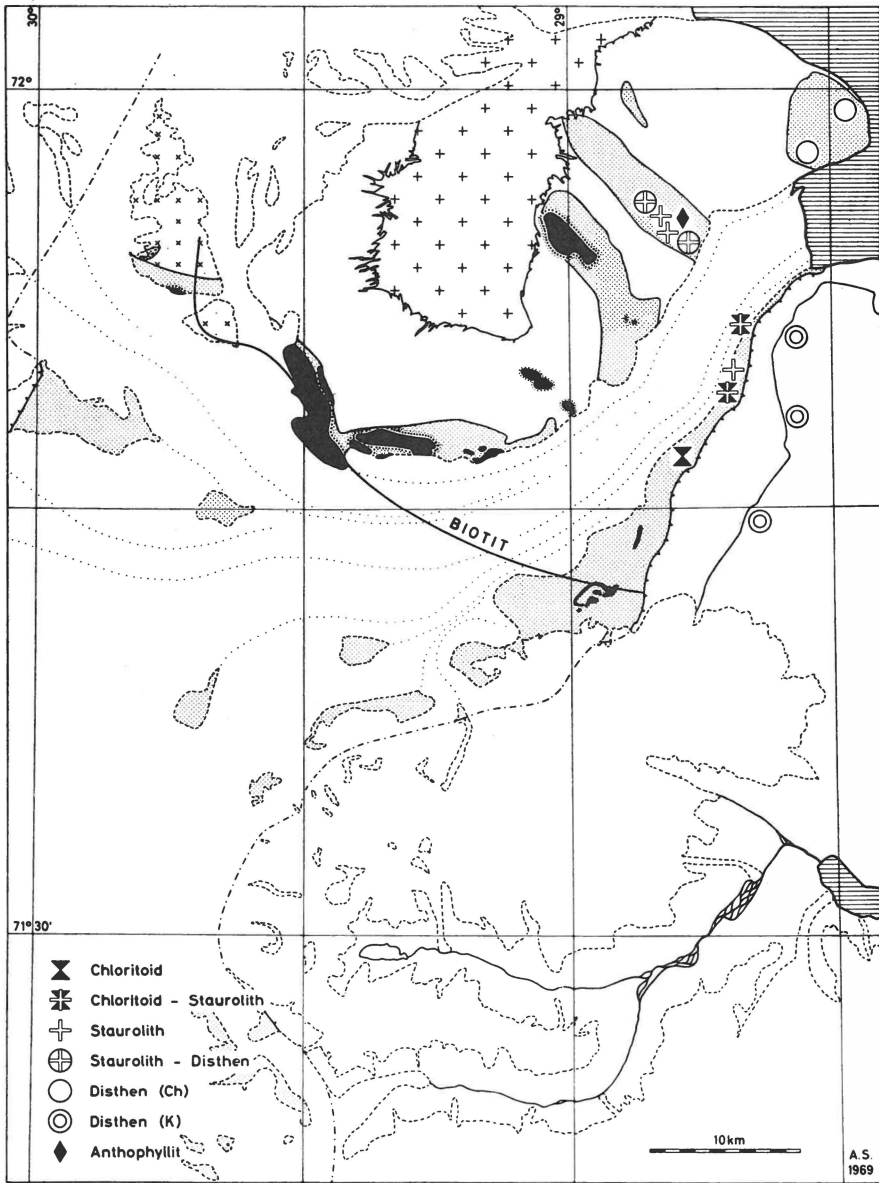 30°
29°
72°
BIOTIT
71°30'
Chloritoid
Chloritoid - Staurolith
Staurolith
Staurolith - Disthen
Disthen (Ch)
Disthen (K)
Anthophyllit
10km
A.S.
1969